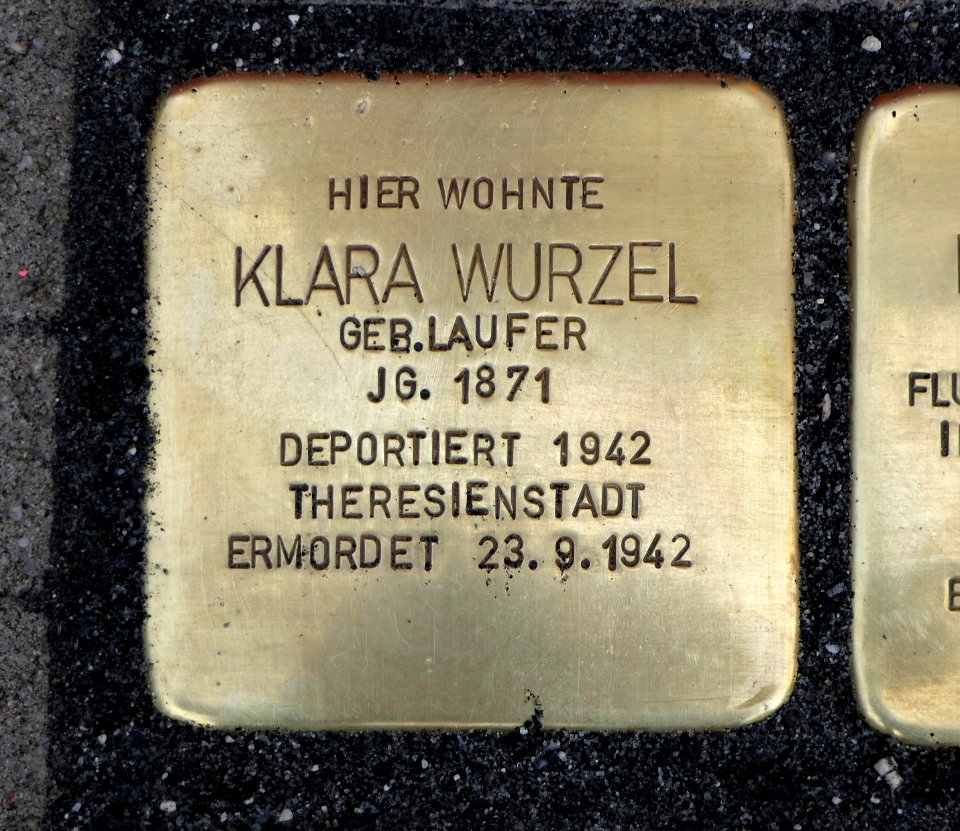 HIER WOHNTE
KLARA WURZEL
GEB. LAUFER
JG. 1871
DEPORTIERT 1942
THERESIENSTADT
ERMORDET 23.9.1942